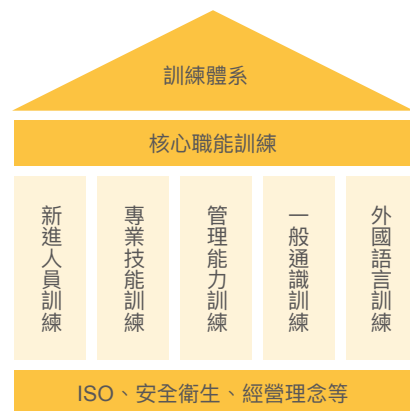 訓練體系
核心職能訓練
新進人員訓練
專業技能訓練
管理能力訓練
一般通識訓練
外國語言訓練
ISO、安全衛生、經營理念等